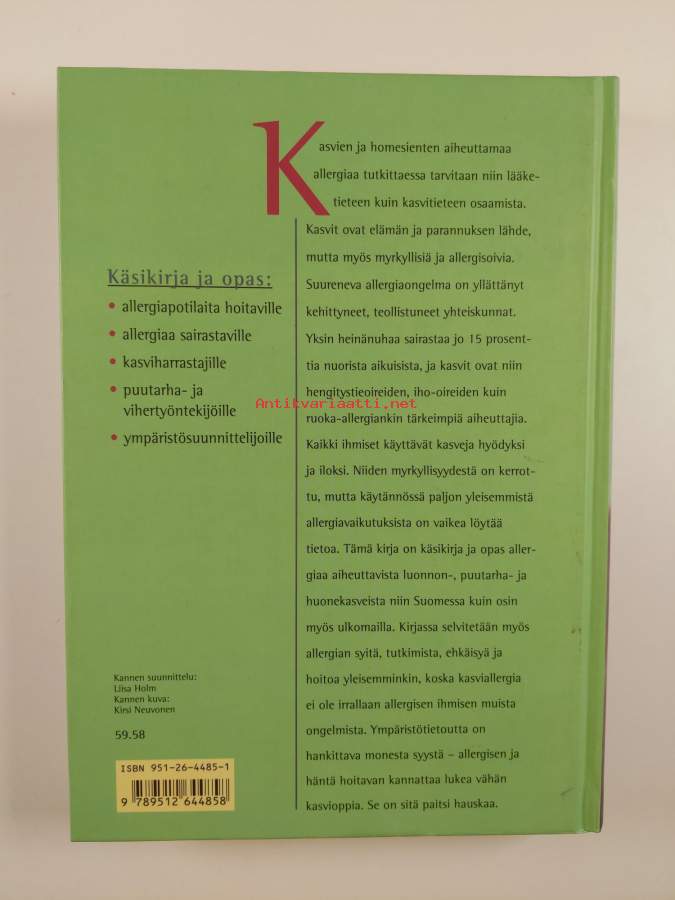 Kasvien ja homesienten aiheuttamaa
allergiaa tutkittaessa tarvitaan niin lääke-
tieteen kuin kasvitieteen osaamista.
Kasvit ovat elämän ja parannuksen lähde,
mutta myös myrkyllisiä ja allergisoivia.
Suureneva allergiaongelma on yllättänyt
kehittyneet, teollistuneet yhteiskunnat.
Yksin heinänuhaa sairastaa jo 15 prosent-
tia nuorista aikuisista, ja kasvit ovat niin
hengitystieoireiden, iho-oireiden kuin
ruoka-allergiankin tärkeimpiä aiheuttajia.
Kaikki ihmiset käyttävät kasveja hyödyksi
ja iloksi. Niiden myrkyllisyydestä on kerrot-
tu, mutta käytännössä paljon yleisemmistä
allergiavaikutuksista on vaikea löytää
tietoa. Tämä kirja on käsikirja ja opas aller-
giaa aiheuttavista luonnon-, puutarha- ja
huonekasveista niin Suomessa kuin osin
myös ulkomailla. Kirjassa selvitetään myös
allergian syitä, tutkimista, ehkäisyä ja
hoitoa yleisemminkin, koska kasviallergia
ei ole irrallaan allergisen ihmisen muista
ongelmista. Ympäristötietoutta on
hankittava monesta syystä – allergisen ja
häntä hoitavan kannattaa lukea vähän
kasvioppia. Se on sitä paitsi hauskaa.
Käsikirja ja opas:
• allergiapotilaita hoitaville
• allergiaa sairastaville
• kasviharrastajille
• puutarha- ja
vihertyöntekijöille
• ympäristösuunnittelijoille
Antikvariaatti.net
Kannen suunnittelu:
Liisa Holm
Kannen kuva:
Kirsi Neuvonen
59.58
ISBN 951-26-4485-1
9 789512 644858